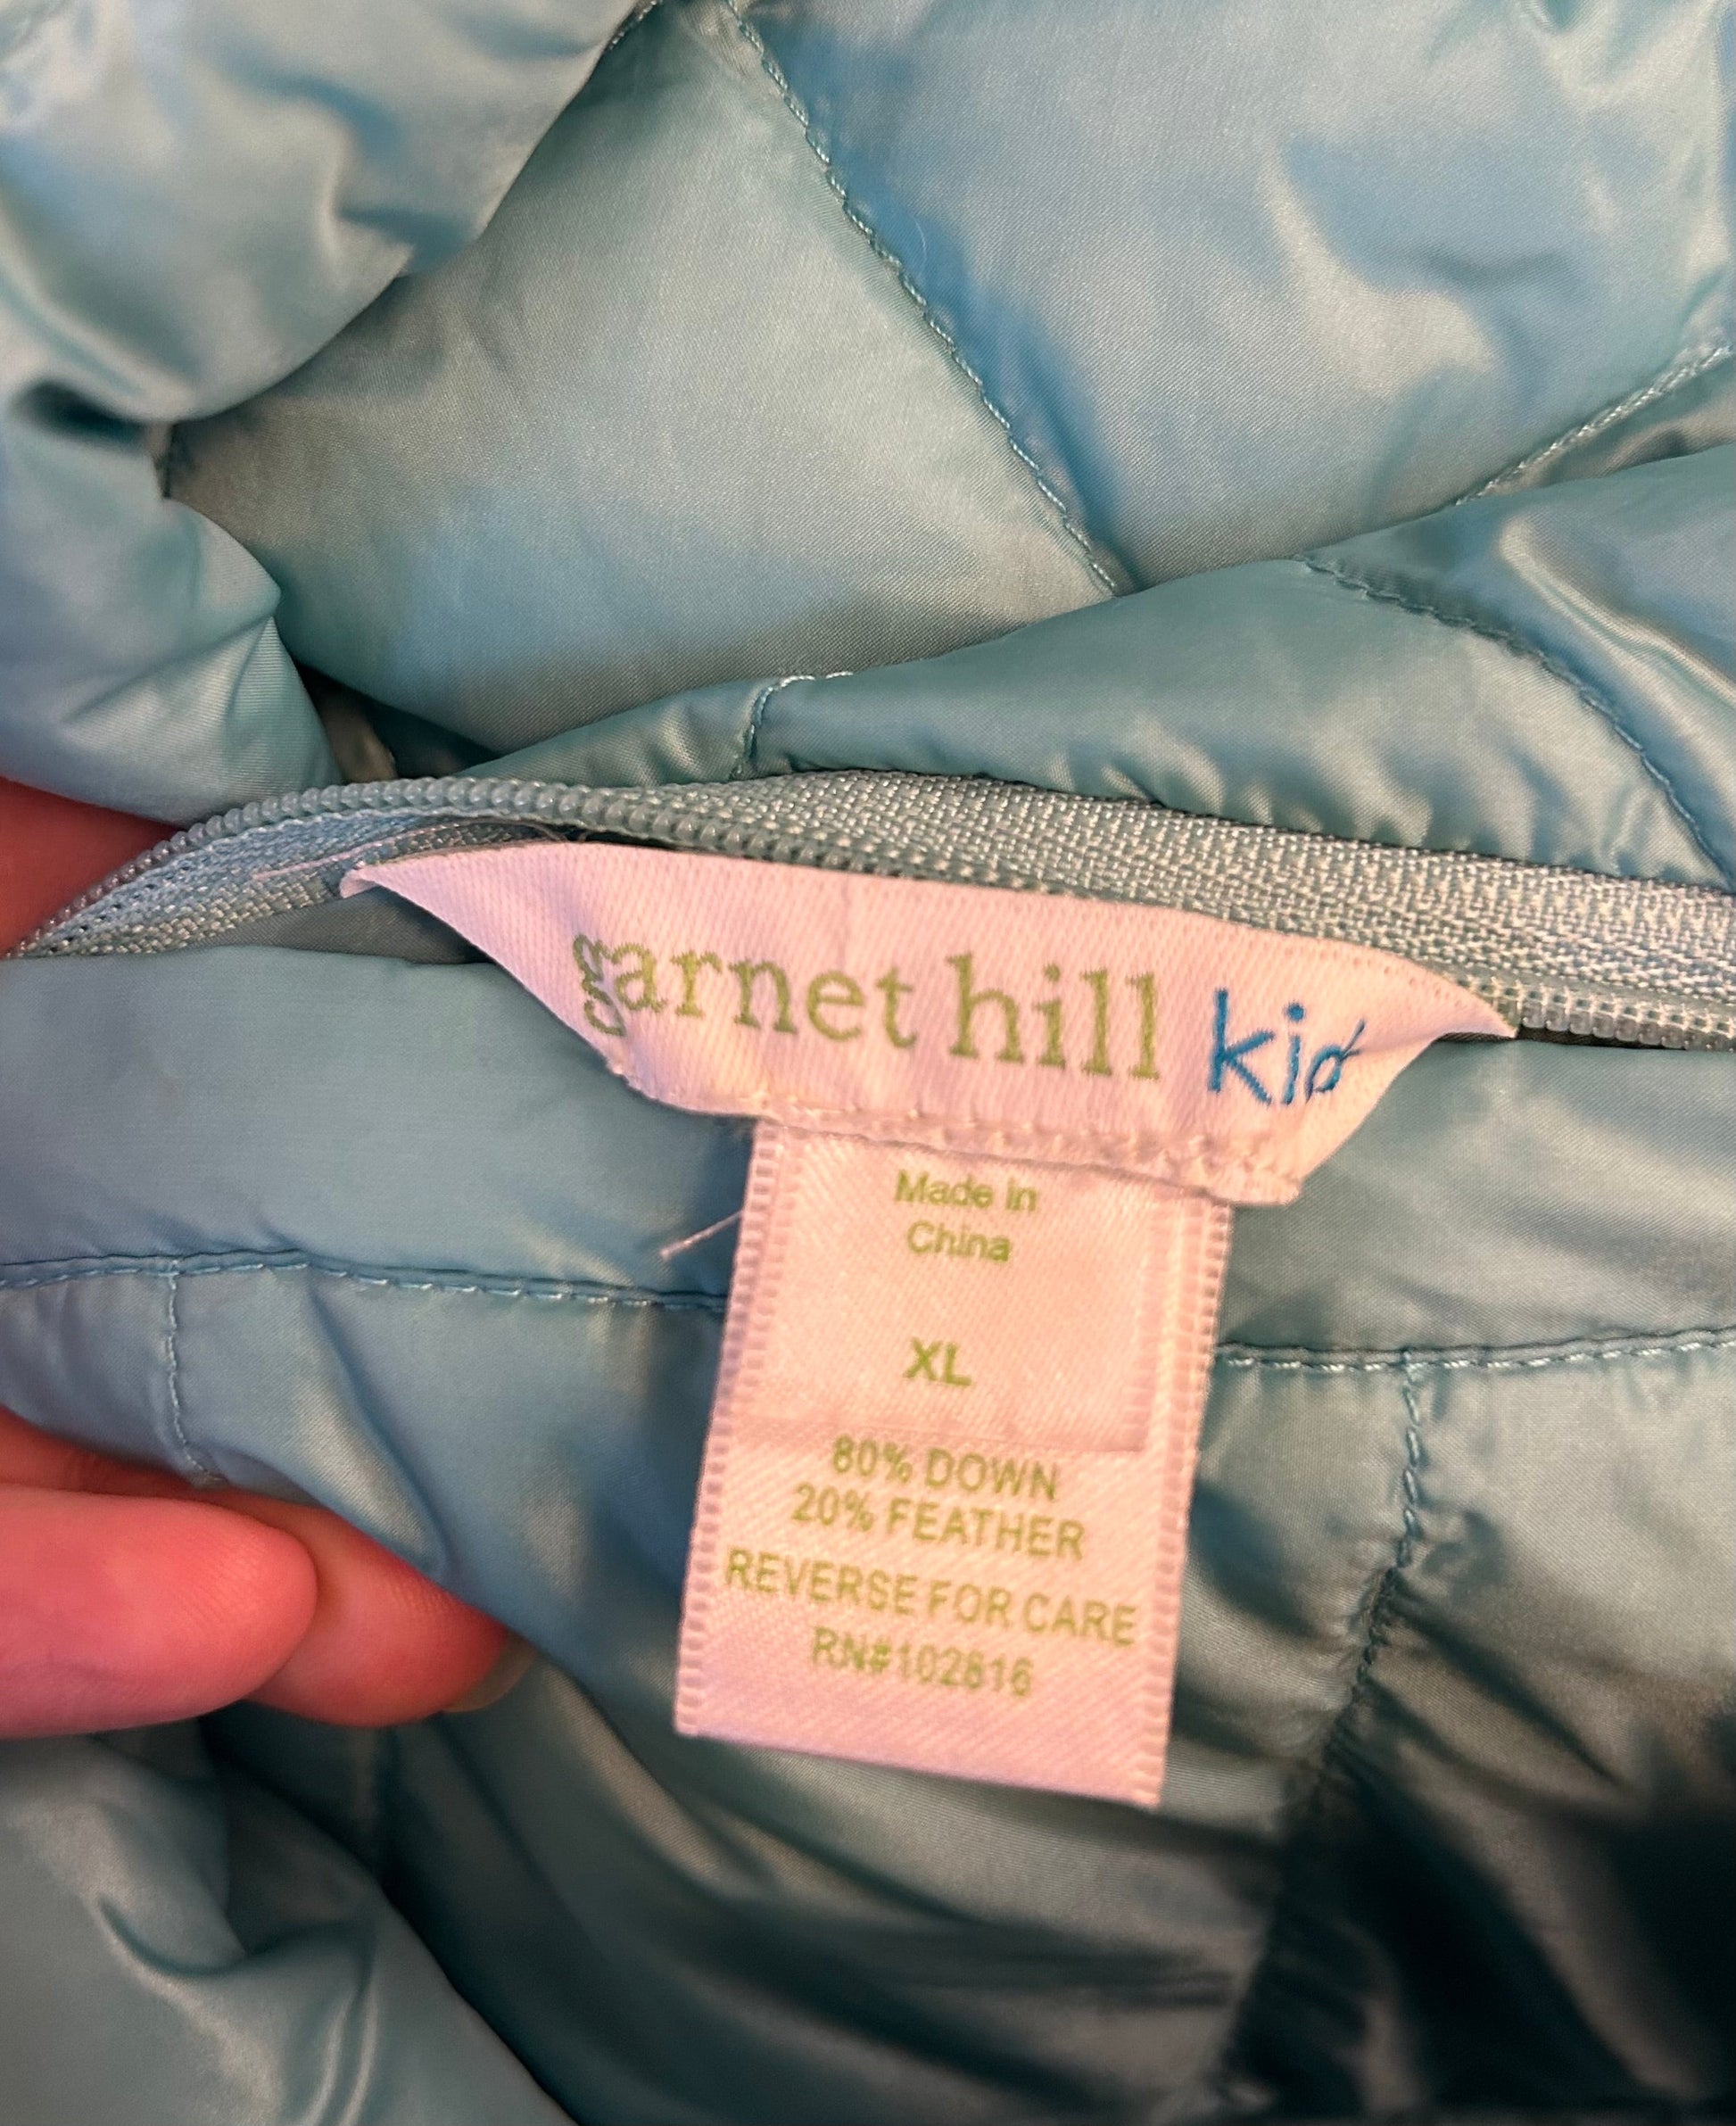 garnet hill kid
Made in
China
XL
80% DOWN
20% FEATHER
REVERSE FOR CARE
RN#102816